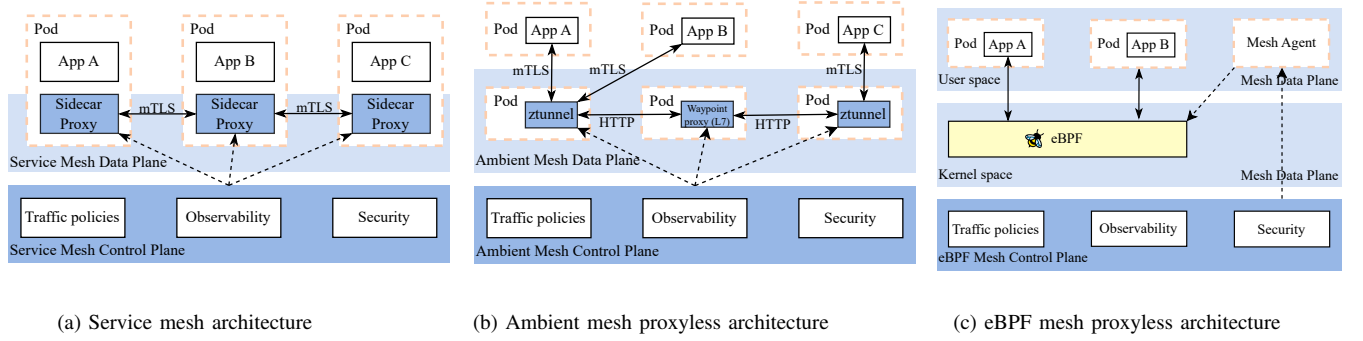 Pod
Pod
Pod
App A
App B
App C
Sidecar
Proxy
mTLS
Sidecar
Proxy
mTLS
Sidecar
Proxy
Service Mesh Data Plane
Traffic policies
Observability
Security
Service Mesh Control Plane
(a) Service mesh architecture
Pod
App A
Pod
App B
Pod
App C
mTLS
mTLS
mTLS
Pod
ztunnel
HTTP
Pod
Waypoint
proxy (L7)
HTTP
Pod
ztunnel
Ambient Mesh Data Plane
Traffic policies
Observability
Security
Ambient Mesh Control Plane
(b) Ambient mesh proxyless architecture
Pod
App A
Pod
App B
Mesh Agent
User space
Mesh Data Plane
eBPF
Kernel space
Mesh Data Plane
Traffic policies
Observability
Security
eBPF Mesh Control Plane
(c) eBPF mesh proxyless architecture